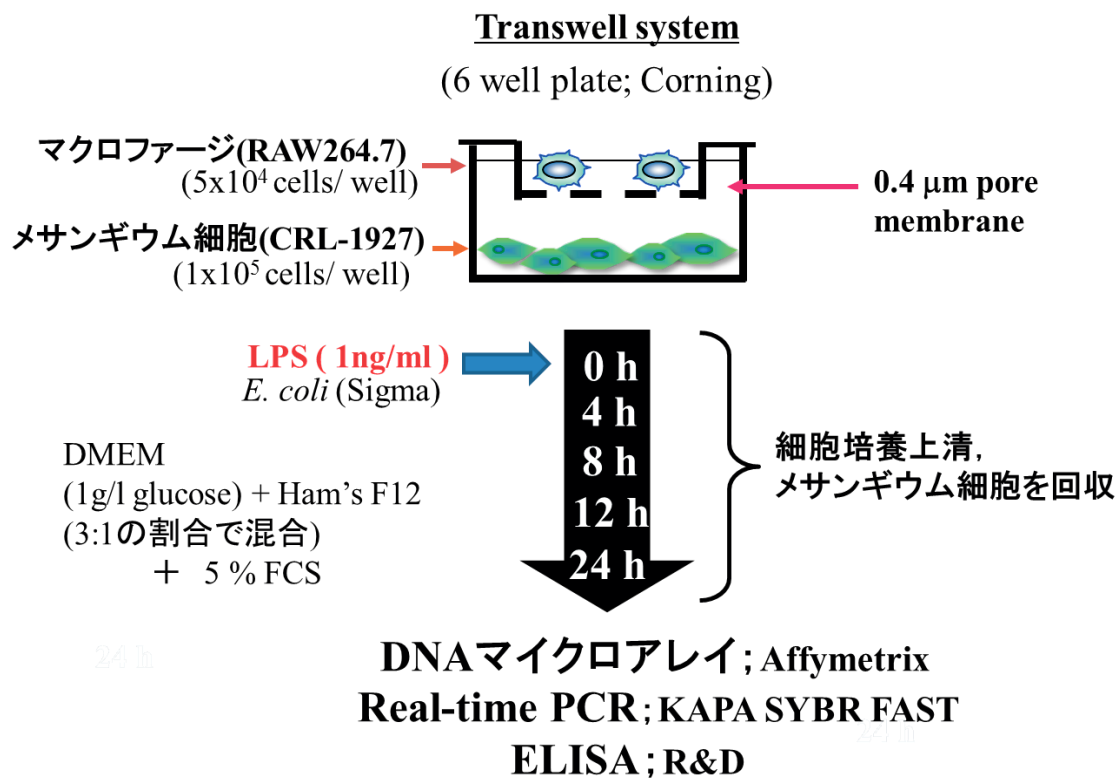 Transwell system
(6 well plate; Corning)
マクロファージ(RAW264.7)
(5x10⁴ cells/ well)
0.4 μm pore
membrane
メサンギウム細胞(CRL-1927)
(1x10⁵ cells/ well)
LPS ( 1ng/ml )
E. coli (Sigma)
0 h
4 h
8 h
12 h
24 h
細胞培養上清,
メサンギウム細胞を回収
DMEM
(1g/l glucose) + Ham's F12
(3:1の割合で混合)
＋ 5 % FCS
24 h
DNAマイクロアレイ; Affymetrix
Real-time PCR; KAPA SYBR FAST
24 h
ELISA; R&D